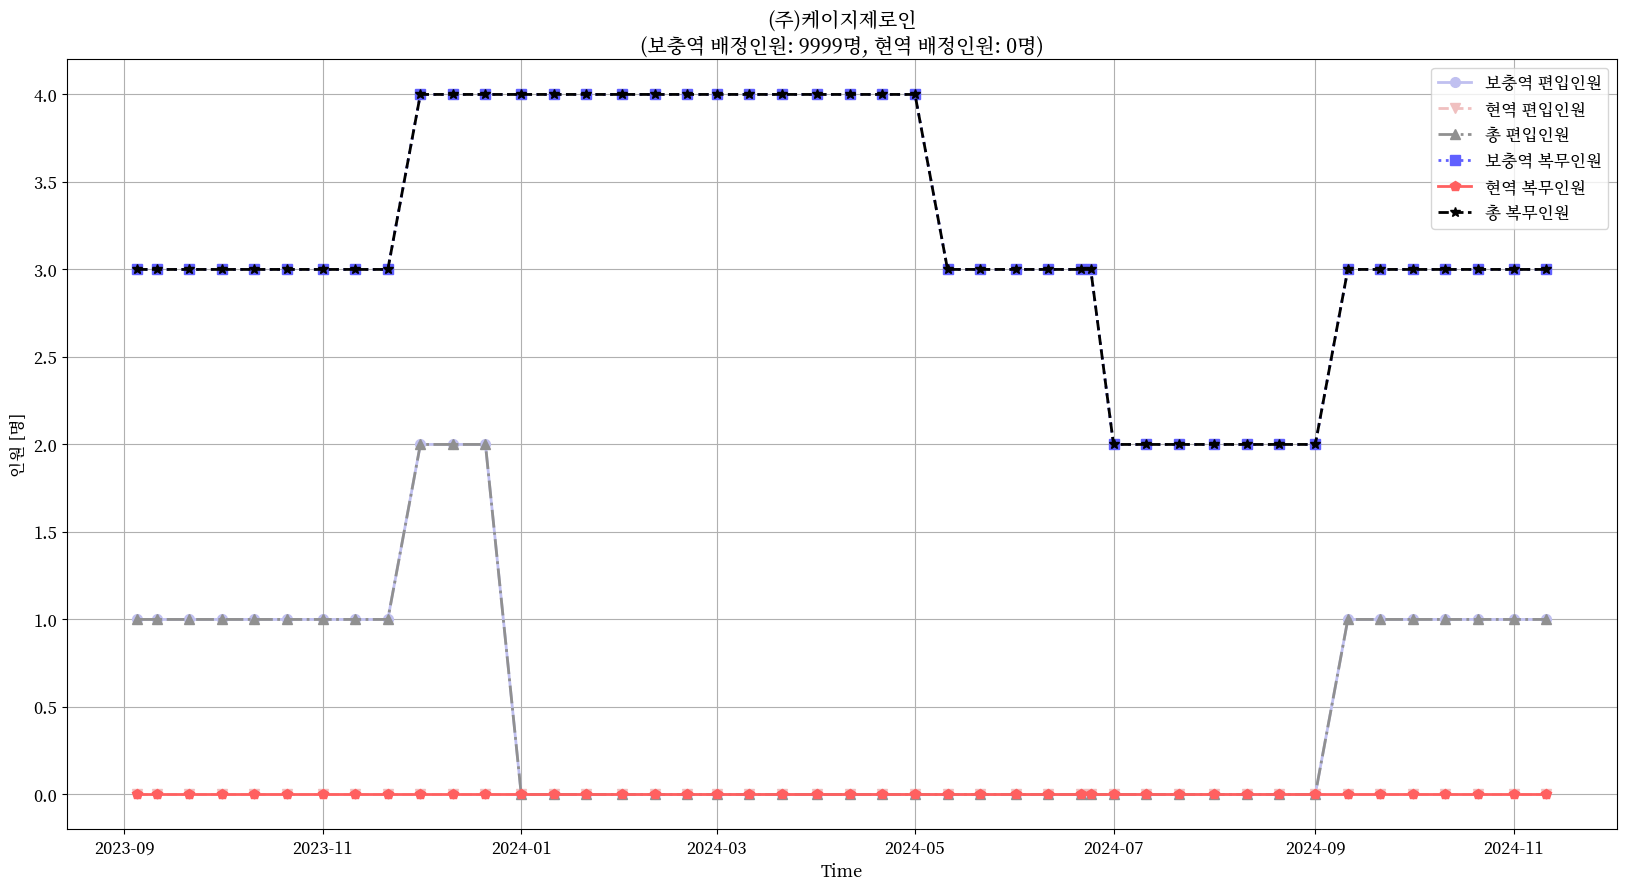 (주)케이지제로인
(보충역 배정인원: 9999명, 현역 배정인원: 0명)
보충역 편입인원
현역 편입인원
총 편입인원
보충역 복무인원
현역 복무인원
총 복무인원
4.0
3.5
3.0
2.5
2.0
1.5
1.0
0.5
0.0
인원 [명]
2023-09 2023-11 2024-01 2024-03 2024-05 2024-07 2024-09 2024-11
Time